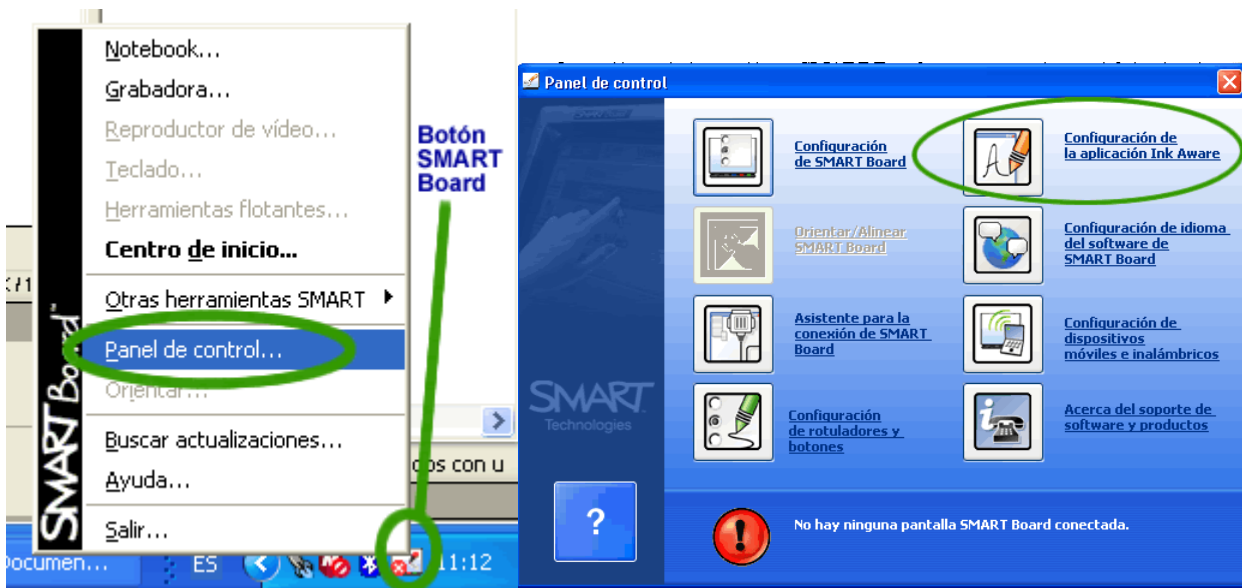 Notebook...
Grabadora...
Reproductor de vídeo...
Teclado...
Herramientas flotantes...
Centro de inicio...
Otras herramientas SMART
Panel de control...
Orientar...
Buscar actualizaciones...
Ayuda...
Salir...
SMART Board™
Botón
SMART
Board
dos con u
Documen...
ES
11:12
Panel de control
Configuración
de SMART Board
Configuración de
la aplicación Ink Aware
Orientar/Alinear
SMART Board
Configuración de idioma
del software de
SMART Board
Asistente para la
conexión de SMART
Board
Configuración de
dispositivos
móviles e inalámbricos
Configuración
de rotuladores y
botones
Acerca del soporte de
software y productos
SMART
Technologies
?
No hay ninguna pantalla SMART Board conectada.